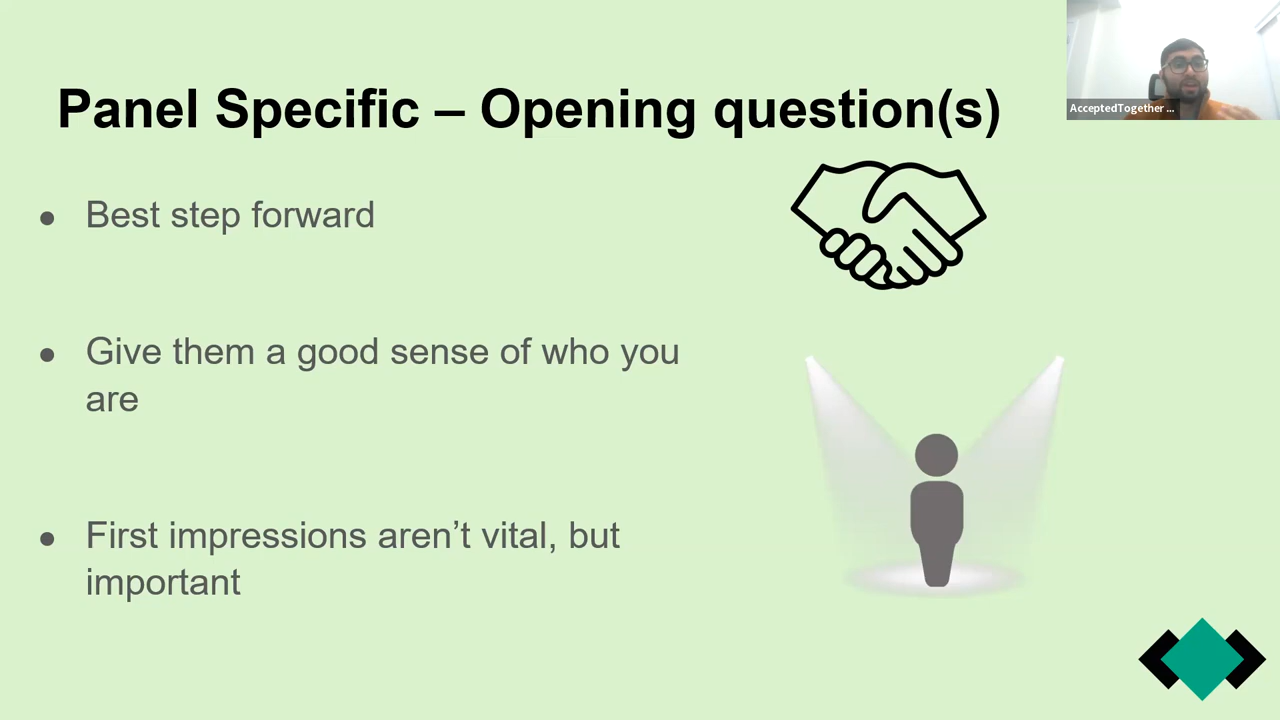 Panel Specific – Opening question(s)
AcceptedTogether ...
● Best step forward
● Give them a good sense of who you
are
● First impressions aren’t vital, but
important